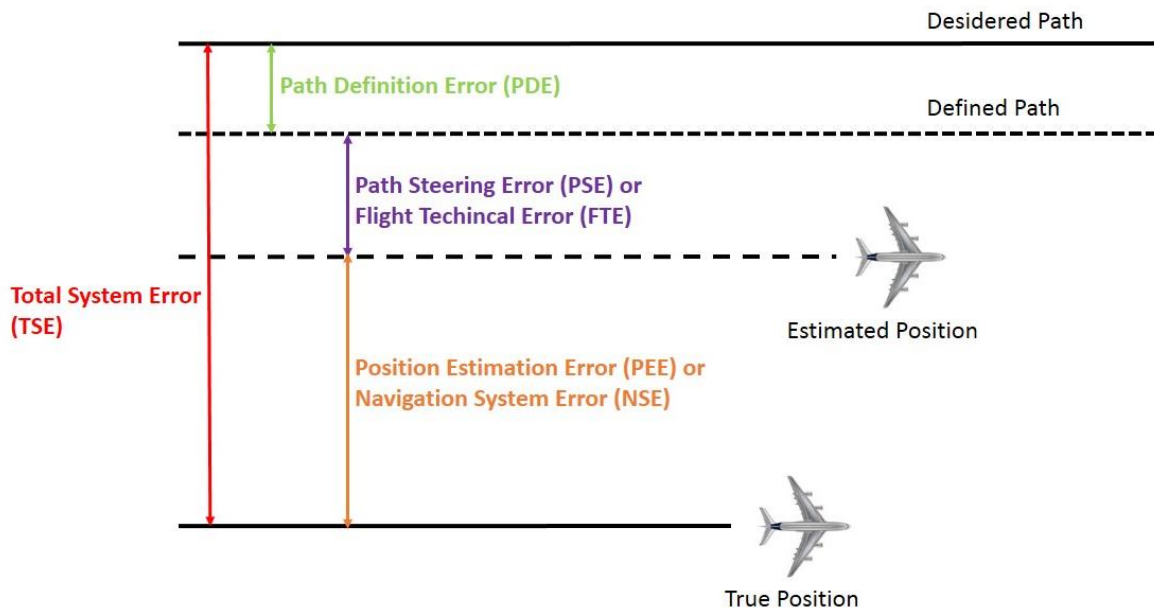 Desidered Path
Path Definition Error (PDE)
Defined Path
Path Steering Error (PSE) or
Flight Techincal Error (FTE)
Total System Error
(TSE)
Estimated Position
Position Estimation Error (PEE) or
Navigation System Error (NSE)
True Position